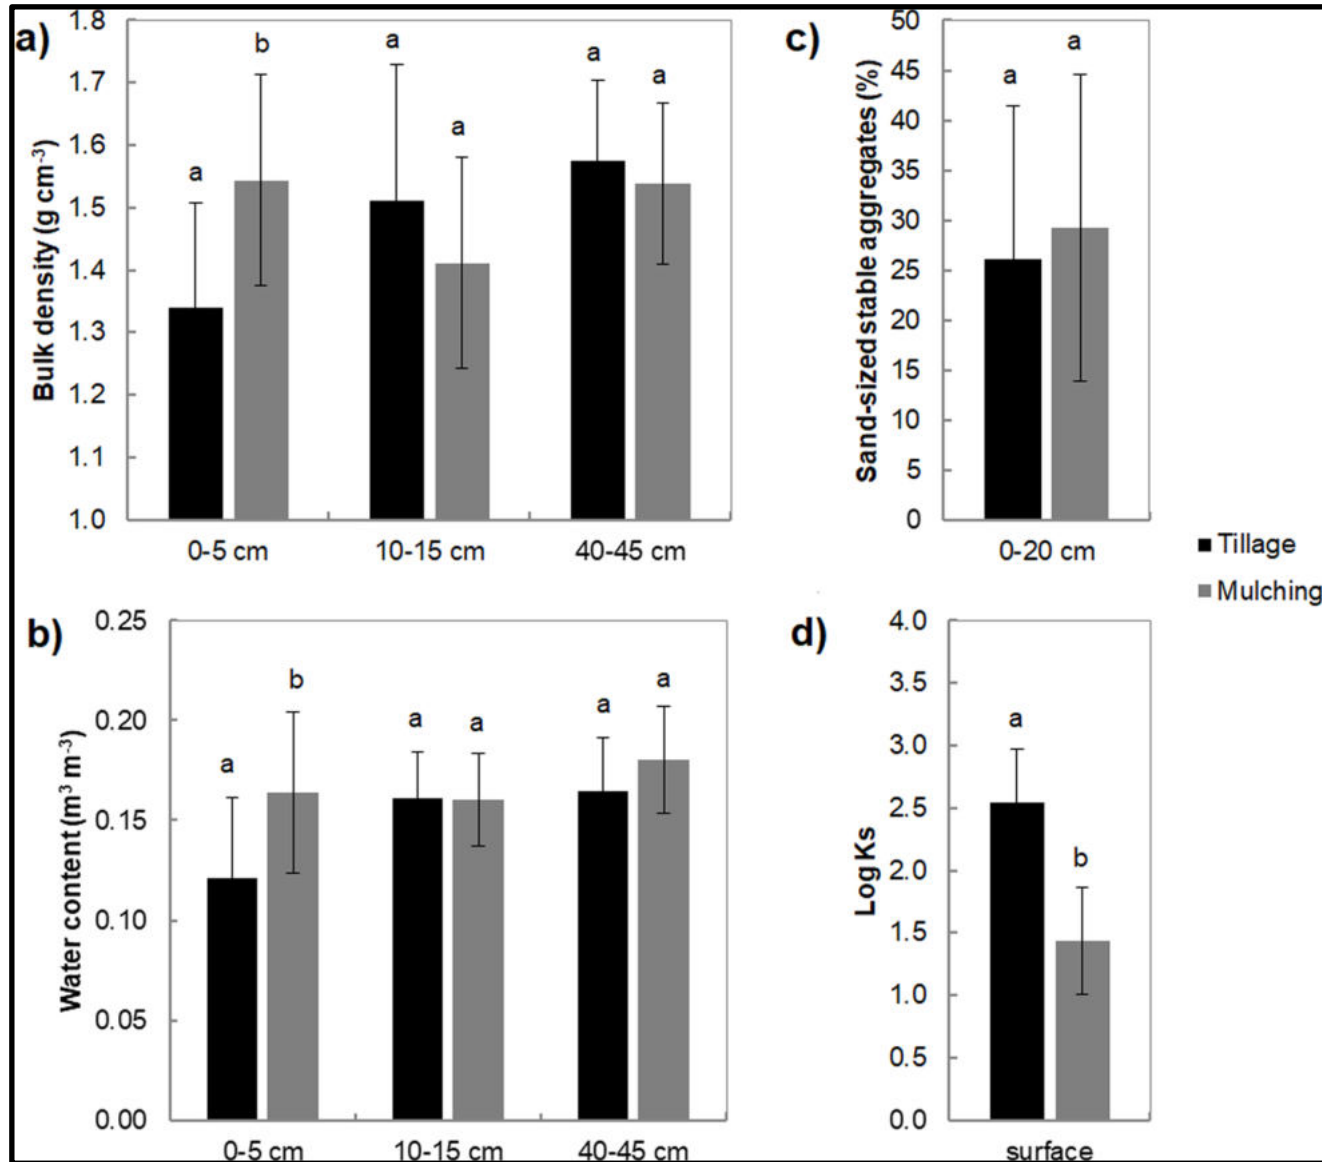 a)
Bulk density (g cm⁻³)
1.8
1.7
1.6
1.5
1.4
1.3
1.2
1.1
1.0
a
b
a
a
a
a
0-5 cm
10-15 cm
40-45 cm
c)
Sand-sized stable aggregates (%)
50
45
40
35
30
25
20
15
10
5
0
a
a
0-20 cm
Tillage
Mulching
b)
Water content (m³ m⁻³)
0.25
0.20
0.15
0.10
0.05
0.00
a
b
a
a
a
a
0-5 cm
10-15 cm
40-45 cm
d)
Log Ks
4.0
3.5
3.0
2.5
2.0
1.5
1.0
0.5
0.0
a
b
surface